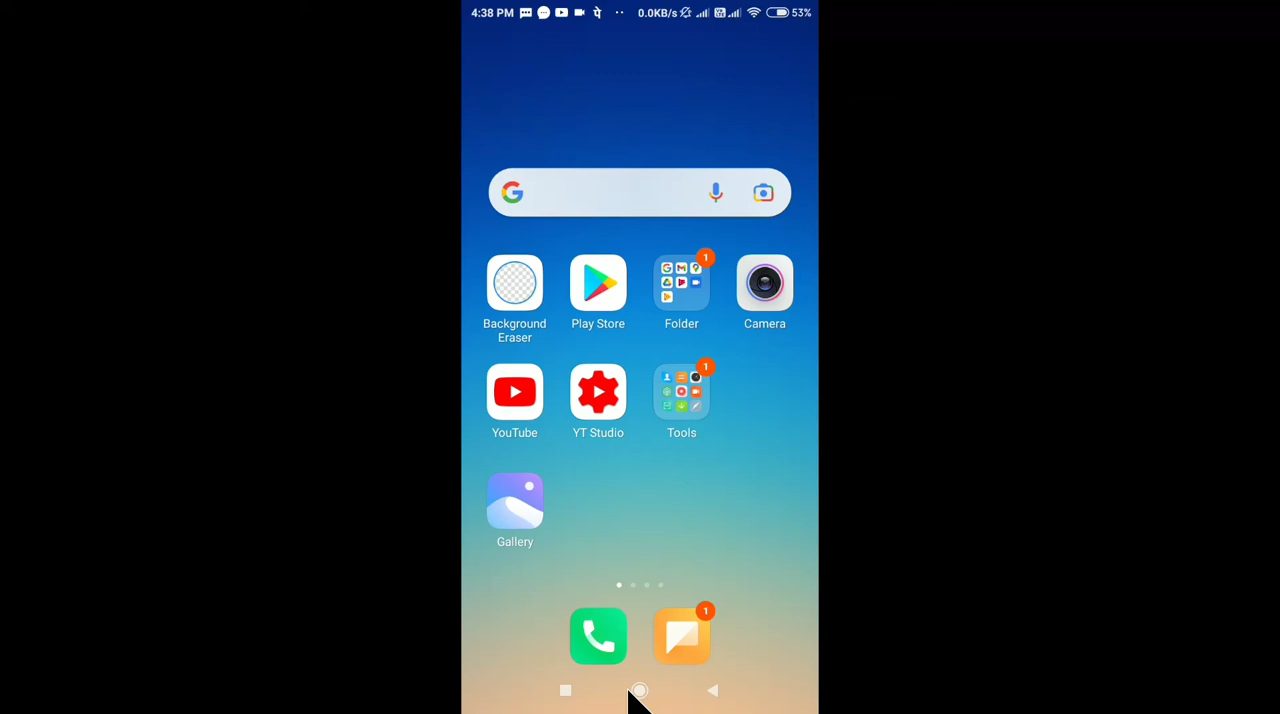 4:38 PM पे 0.0KB/s 53%
1
Background Eraser
Play Store
Folder
Camera
1
YouTube
YT Studio
Tools
Gallery
1